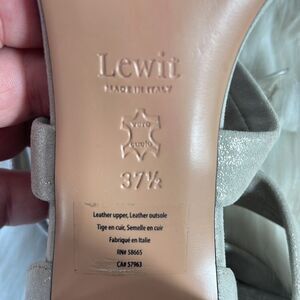 Lewit
MADE IN ITALY
VERO
CUOIO
37½
Leather upper, Leather outsole
Tige en cuir, Semelle en cuir
Fabriqué en Italie
RN# 58665
CA# 57963